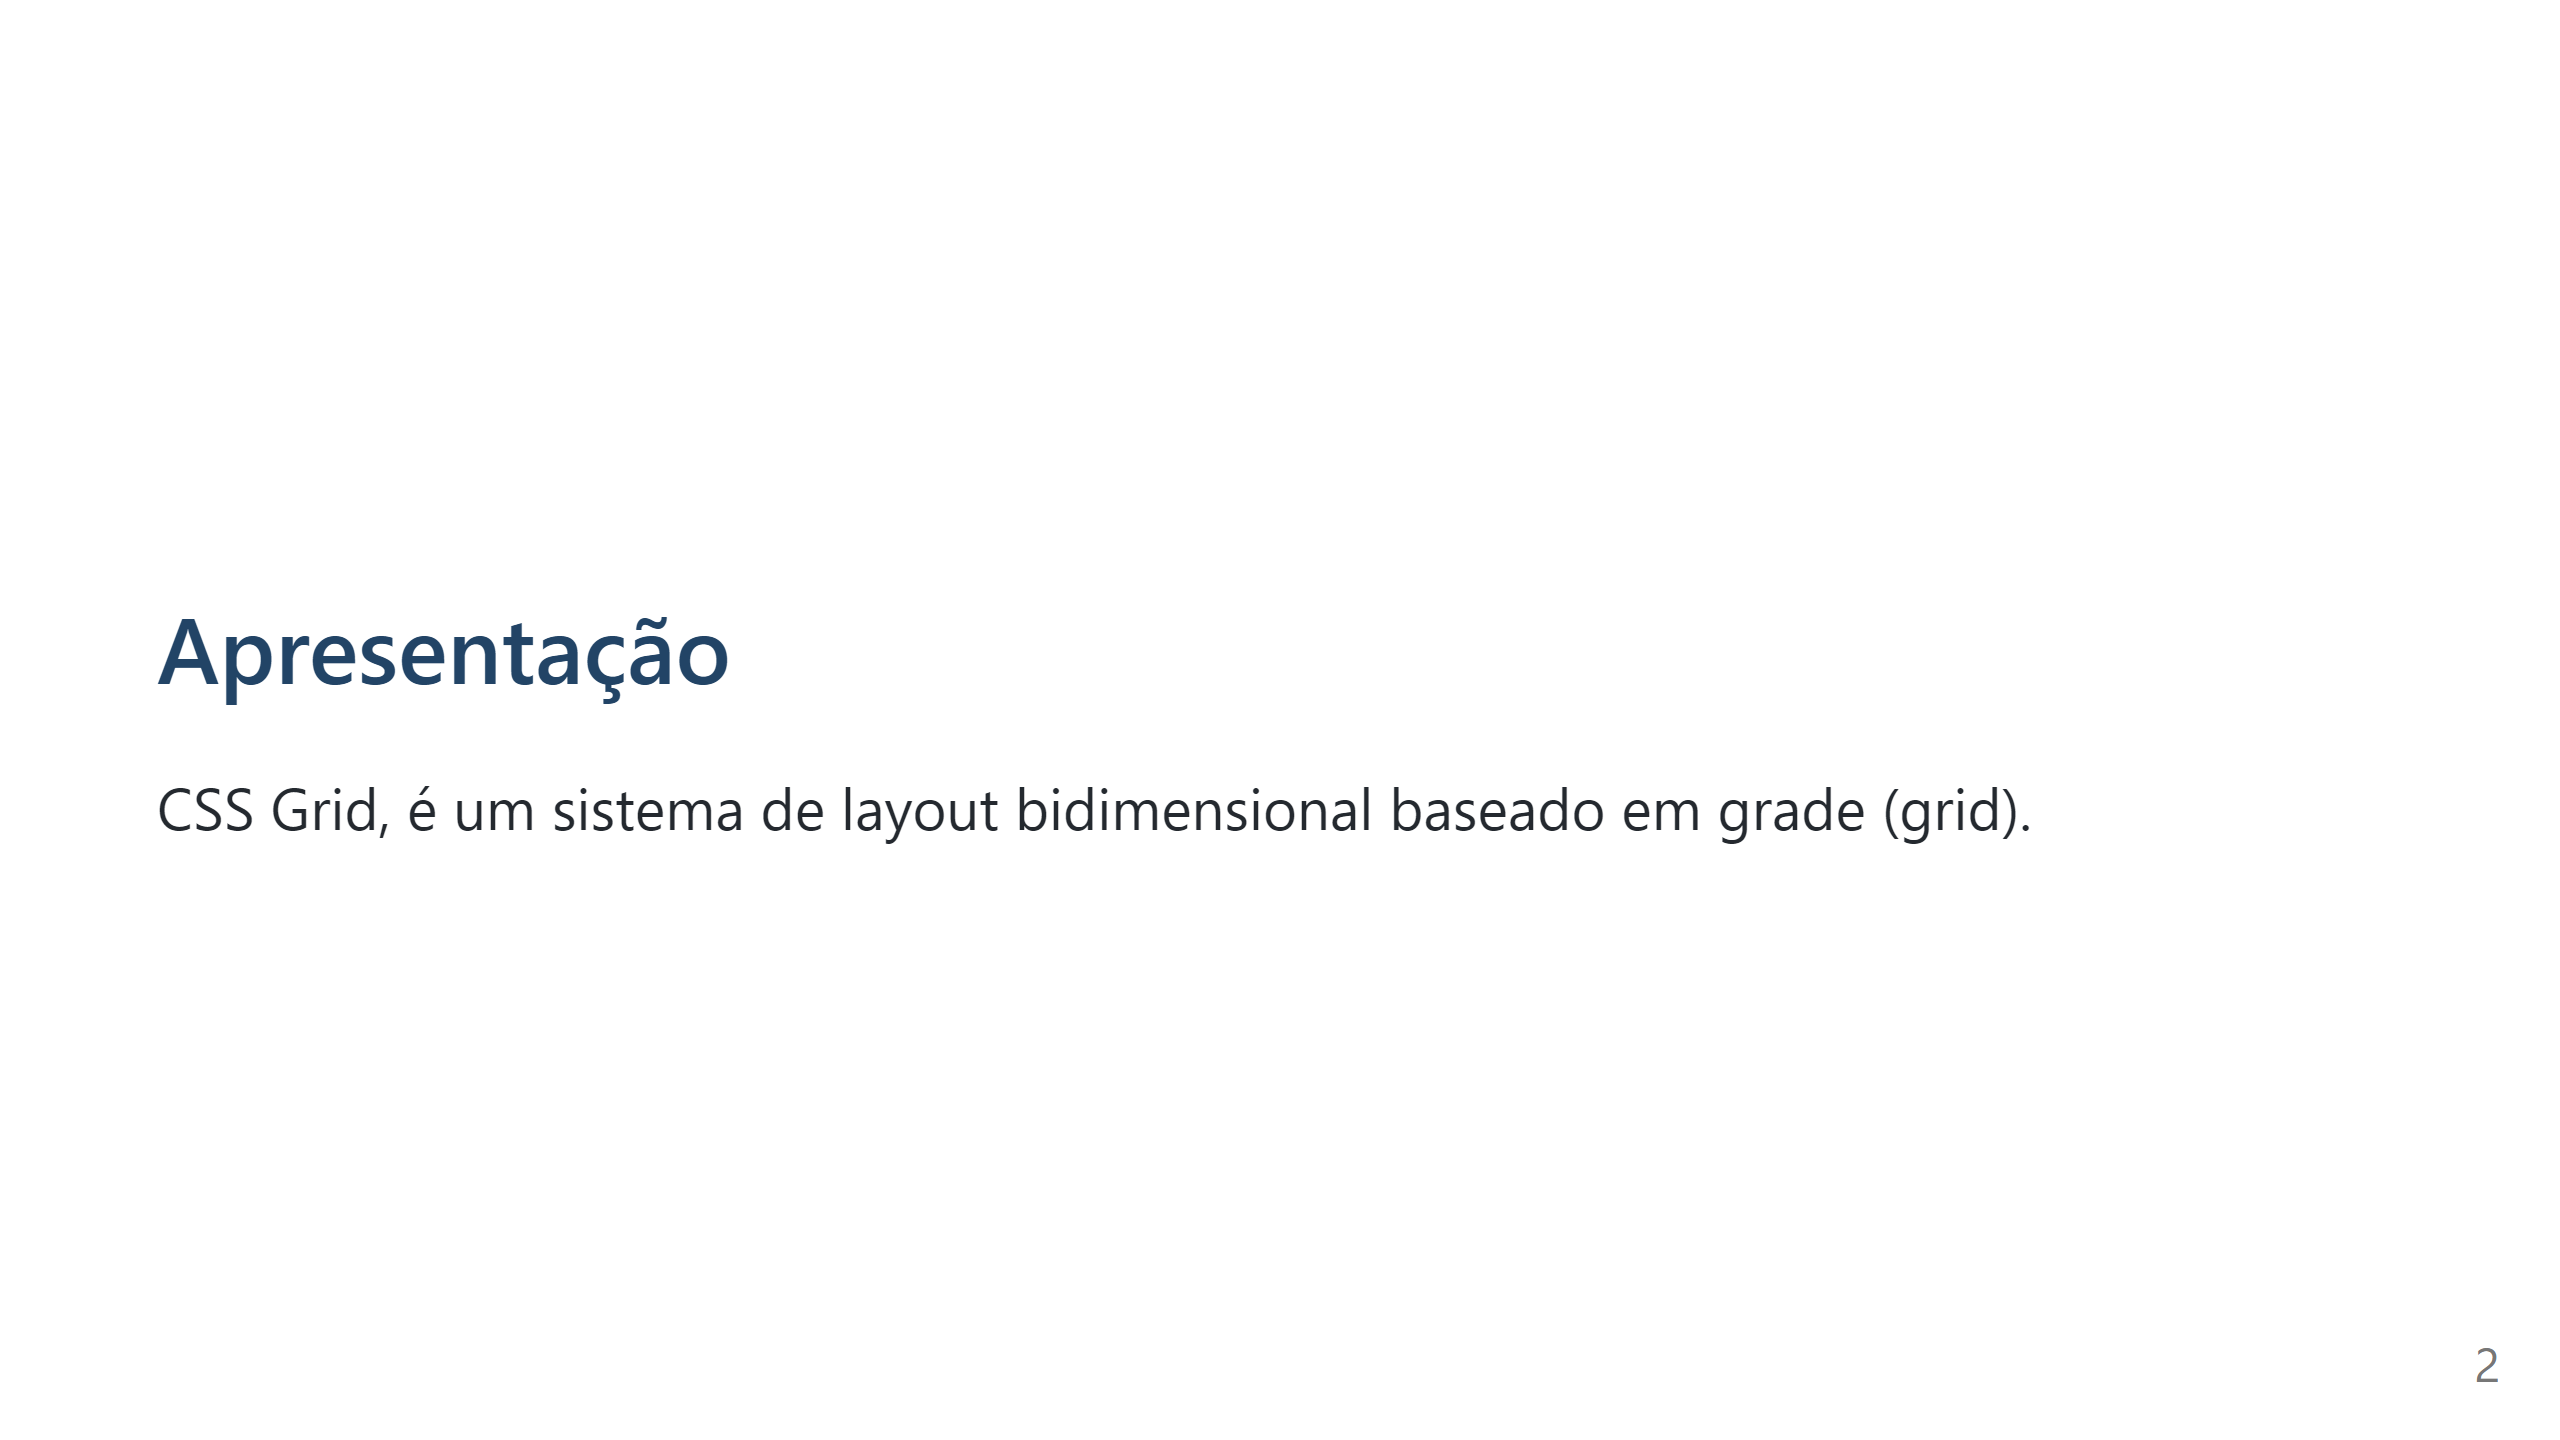 Apresentação
CSS Grid, é um sistema de layout bidimensional baseado em grade (grid).
2